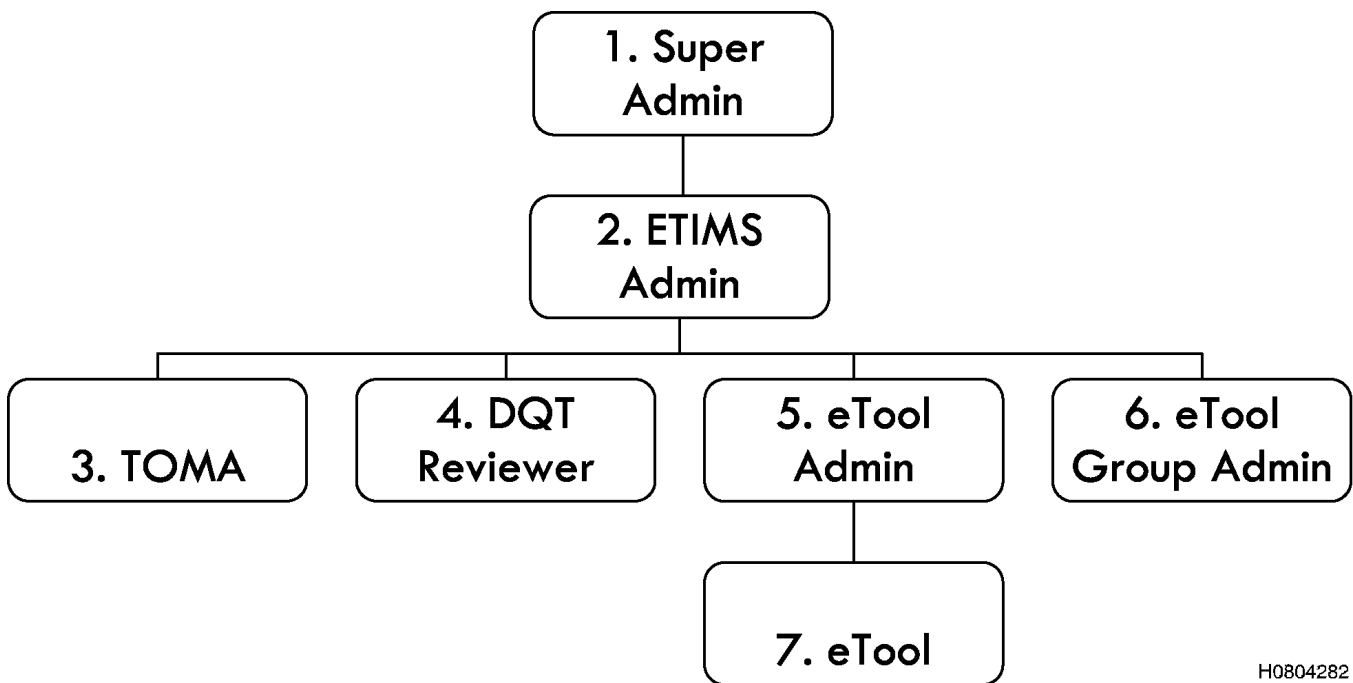 1. Super
Admin
2. ETIMS
Admin
3. TOMA
4. DQT
Reviewer
5. eTool
Admin
6. eTool
Group Admin
7. eTool
H0804282